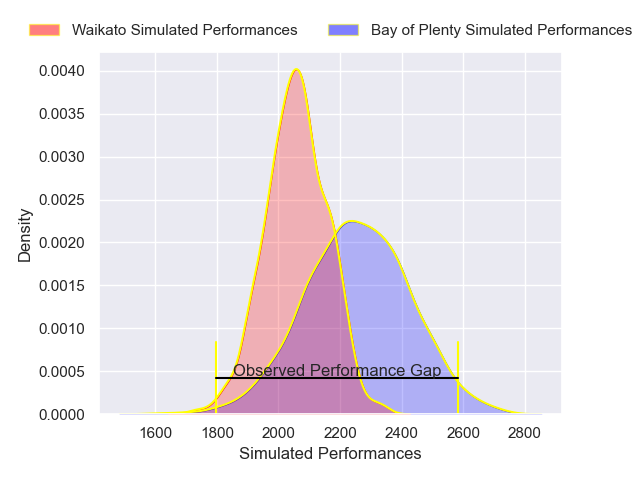 Waikato Simulated Performances
Bay of Plenty Simulated Performances
0.0040
0.0035
0.0030
0.0025
0.0020
0.0015
0.0010
0.0005
0.0000
Density
Observed Performance Gap
1600 1800 2000 2200 2400 2600 2800
Simulated Performances